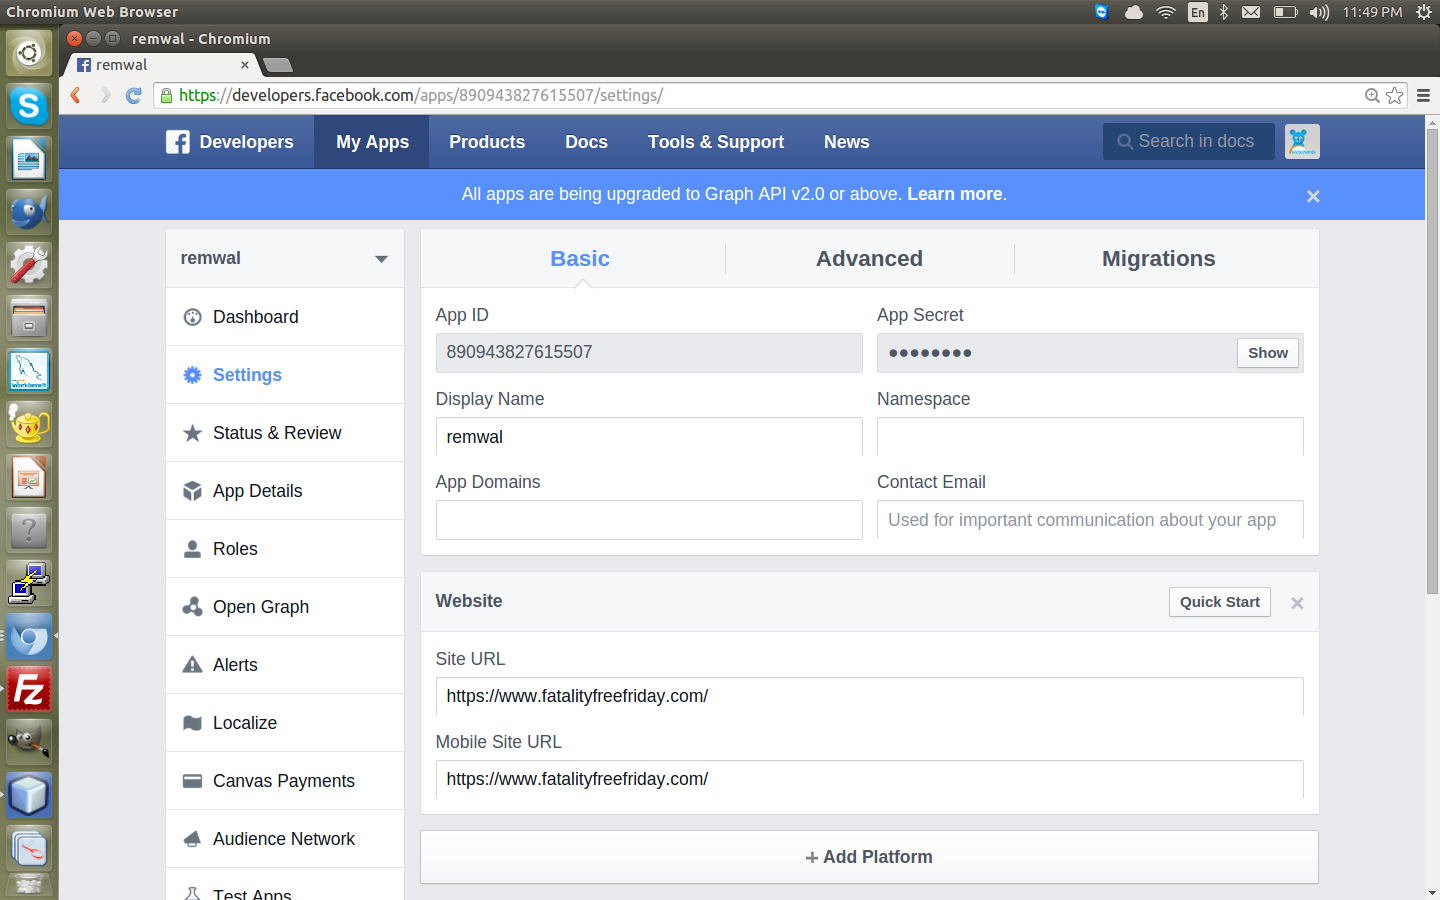 Chromium Web Browser
En
11:49 PM
remwal - Chromium
remwal
https://developers.facebook.com/apps/890943827615507/settings/
Developers
My Apps
Products
Docs
Tools & Support
News
Search in docs
All apps are being upgraded to Graph API v2.0 or above. Learn more.
remwal
Dashboard
Settings
Status & Review
App Details
Roles
Open Graph
Alerts
Localize
Canvas Payments
Audience Network
Test Apps
Basic
Advanced
Migrations
App ID
App Secret
890943827615507
●●●●●●●●
Show
Display Name
Namespace
remwal
App Domains
Contact Email
Used for important communication about your app
Website
Quick Start
Site URL
https://www.fatalityfreefriday.com/
Mobile Site URL
https://www.fatalityfreefriday.com/
+ Add Platform